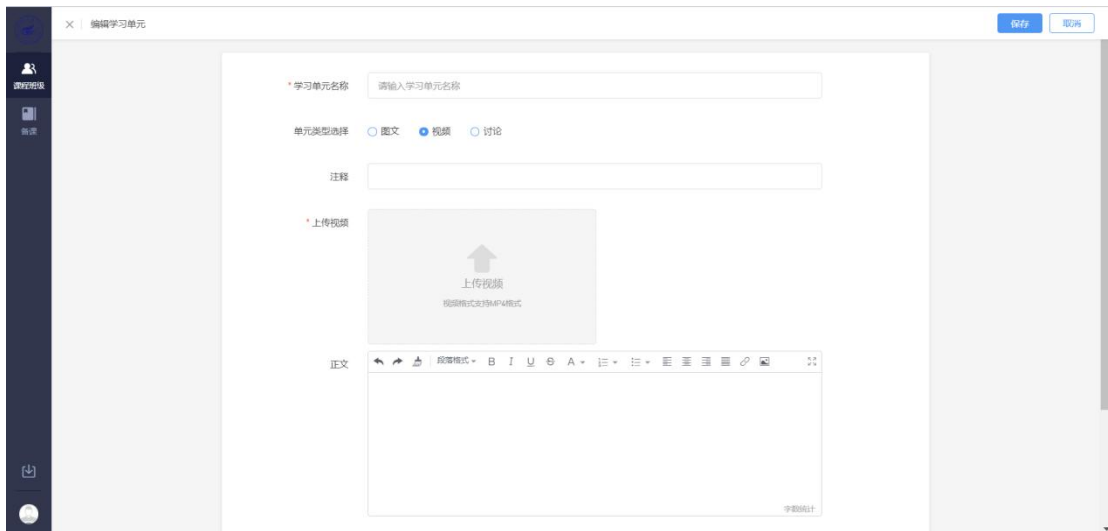 编辑学习单元
保存
取消
课程班级
备课
*学习单元名称
请输入学习单元名称
单元类型选择
图文
视频
讨论
注释
*上传视频
上传视频
视频格式支持MP4格式
正文
段落格式
B I U S A
字数统计